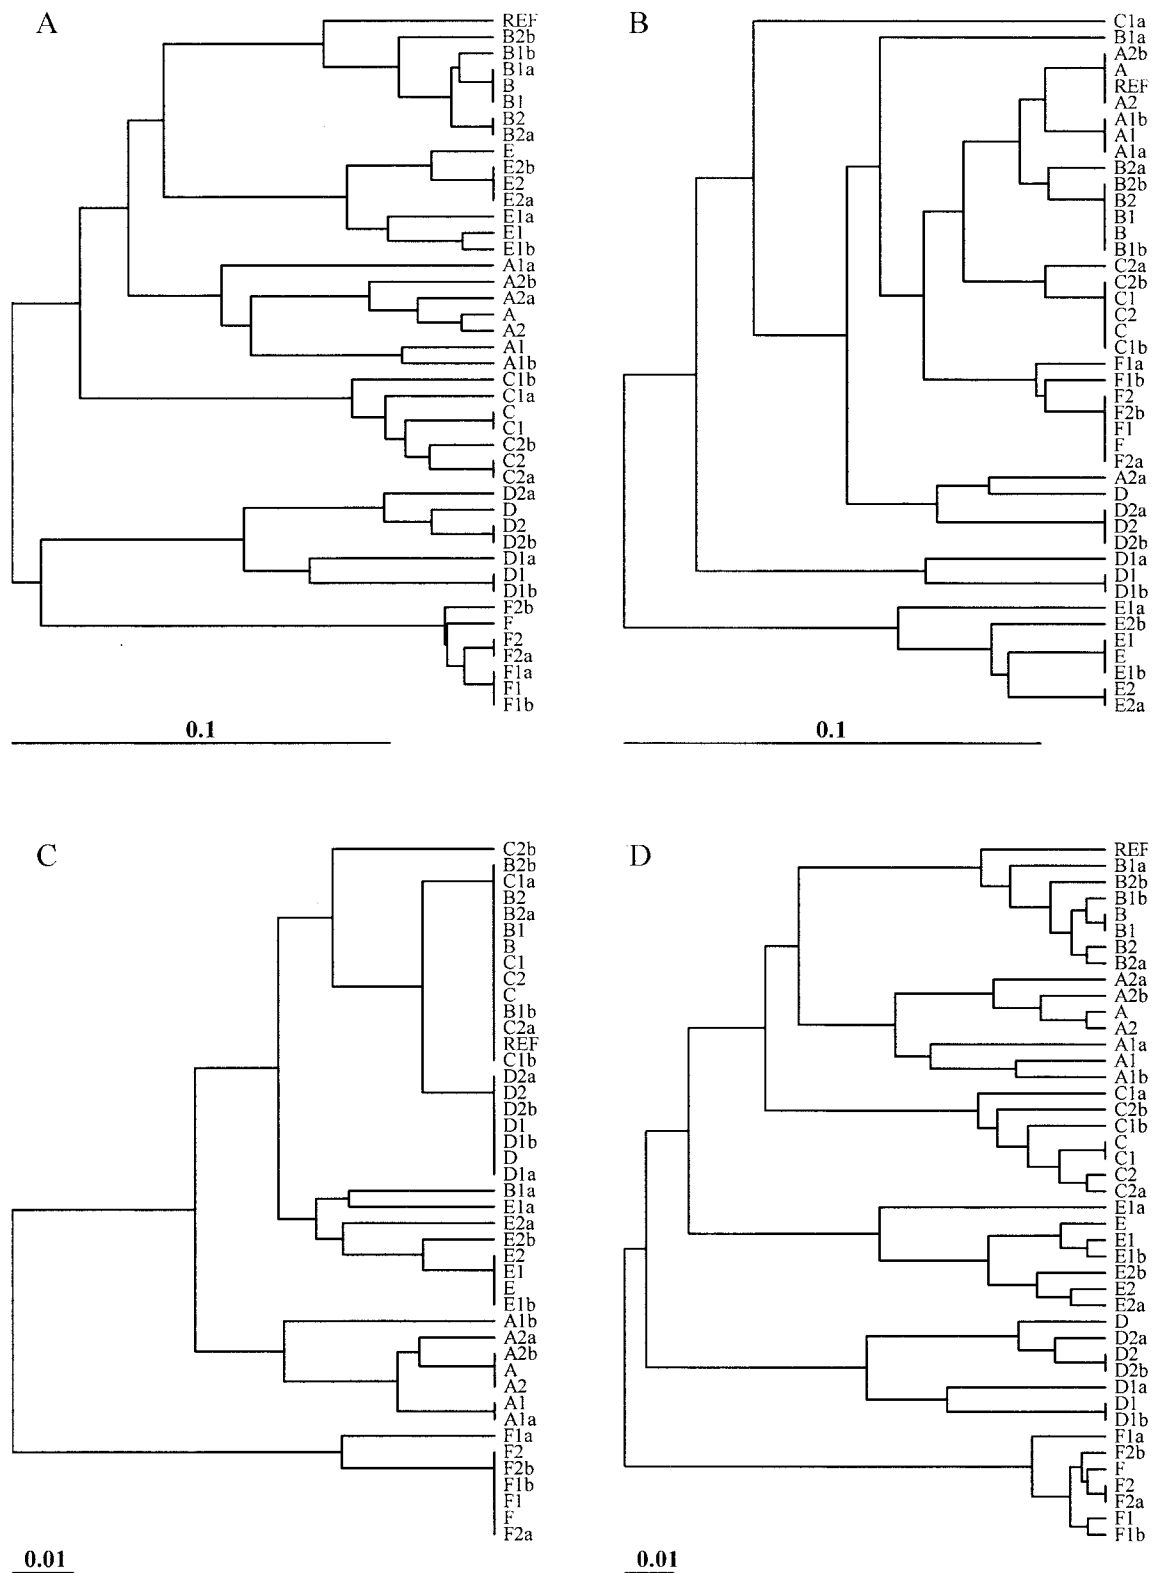 A
REF
B2b
B1b
B1a
B
B1
B2
B2a
E
E2b
E2
E2a
E1a
E1
E1b
A1a
A2b
A2a
A
A2
A1
A1b
C1b
C1a
C
C1
C2b
C2
C2a
D2a
D
D2
D2b
D1a
D1
D1b
F2b
F
F2
F2a
F1a
F1
F1b
0.1
B
C1a
B1a
A2b
A
REF
A2
A1b
A1
A1a
B2a
B2b
B2
B1
B
B1b
C2a
C2b
C1
C2
C
C1b
F1a
F1b
F2
F2b
F1
F
F2a
A2a
D
D2a
D2
D2b
D1a
D1
D1b
E1a
E2b
E1
E
E1b
E2
E2a
0.1
C
C2b
B2b
C1a
B2
B2a
B1
B
C1
C2
C
B1b
C2a
REF
C1b
D2a
D2
D2b
D1
D1b
D
D1a
B1a
E1a
E2a
E2b
E2
E1
E
E1b
A1b
A2a
A2b
A
A2
A1
A1a
F1a
F2
F2b
F1b
F1
F
F2a
0.01
D
REF
B1a
B2b
B1b
B
B1
B2
B2a
A2a
A2b
A
A2
A1a
A1
A1b
C1a
C2b
C1b
C
C1
C2
C2a
E1a
E
E1
E1b
E2b
E2
E2a
D
D2a
D2
D2b
D1a
D1
D1b
F1a
F2b
F
F2
F2a
F1
F1b
0.01